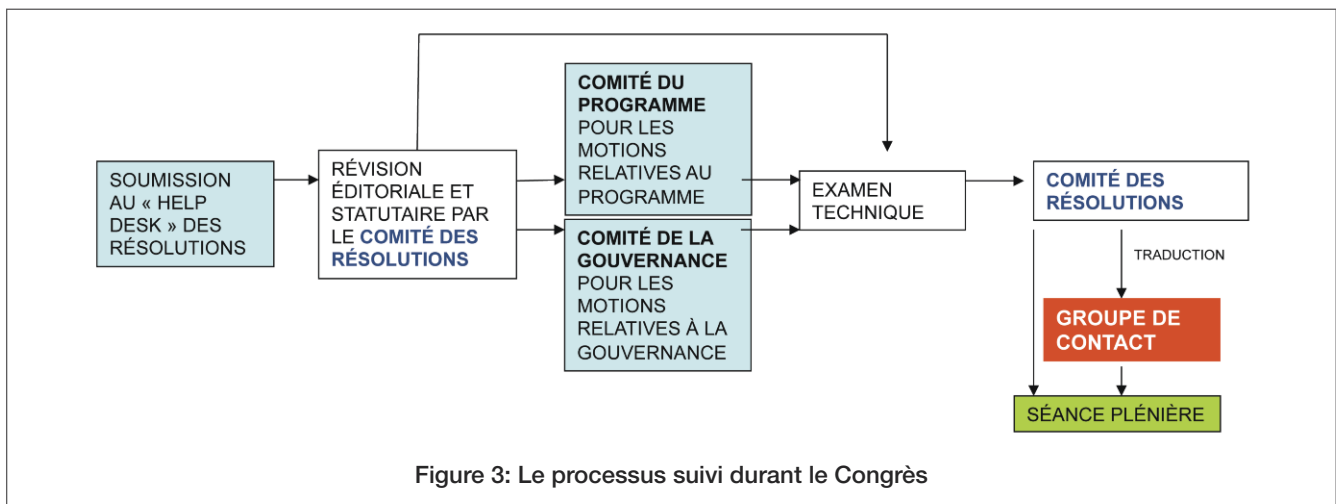 SOUMISSION
AU « HELP
DESK » DES
RÉSOLUTIONS
RÉVISION
ÉDITORIALE ET
STATUTAIRE PAR
LE COMITÉ DES
RÉSOLUTIONS
COMITÉ DU
PROGRAMME
POUR LES
MOTIONS
RELATIVES AU
PROGRAMME
COMITÉ DE LA
GOUVERNANCE
POUR LES
MOTIONS
RELATIVES À LA
GOUVERNANCE
EXAMEN
TECHNIQUE
COMITÉ DES
RÉSOLUTIONS
TRADUCTION
GROUPE DE
CONTACT
SÉANCE PLÉNIÈRE
Figure 3: Le processus suivi durant le Congrès